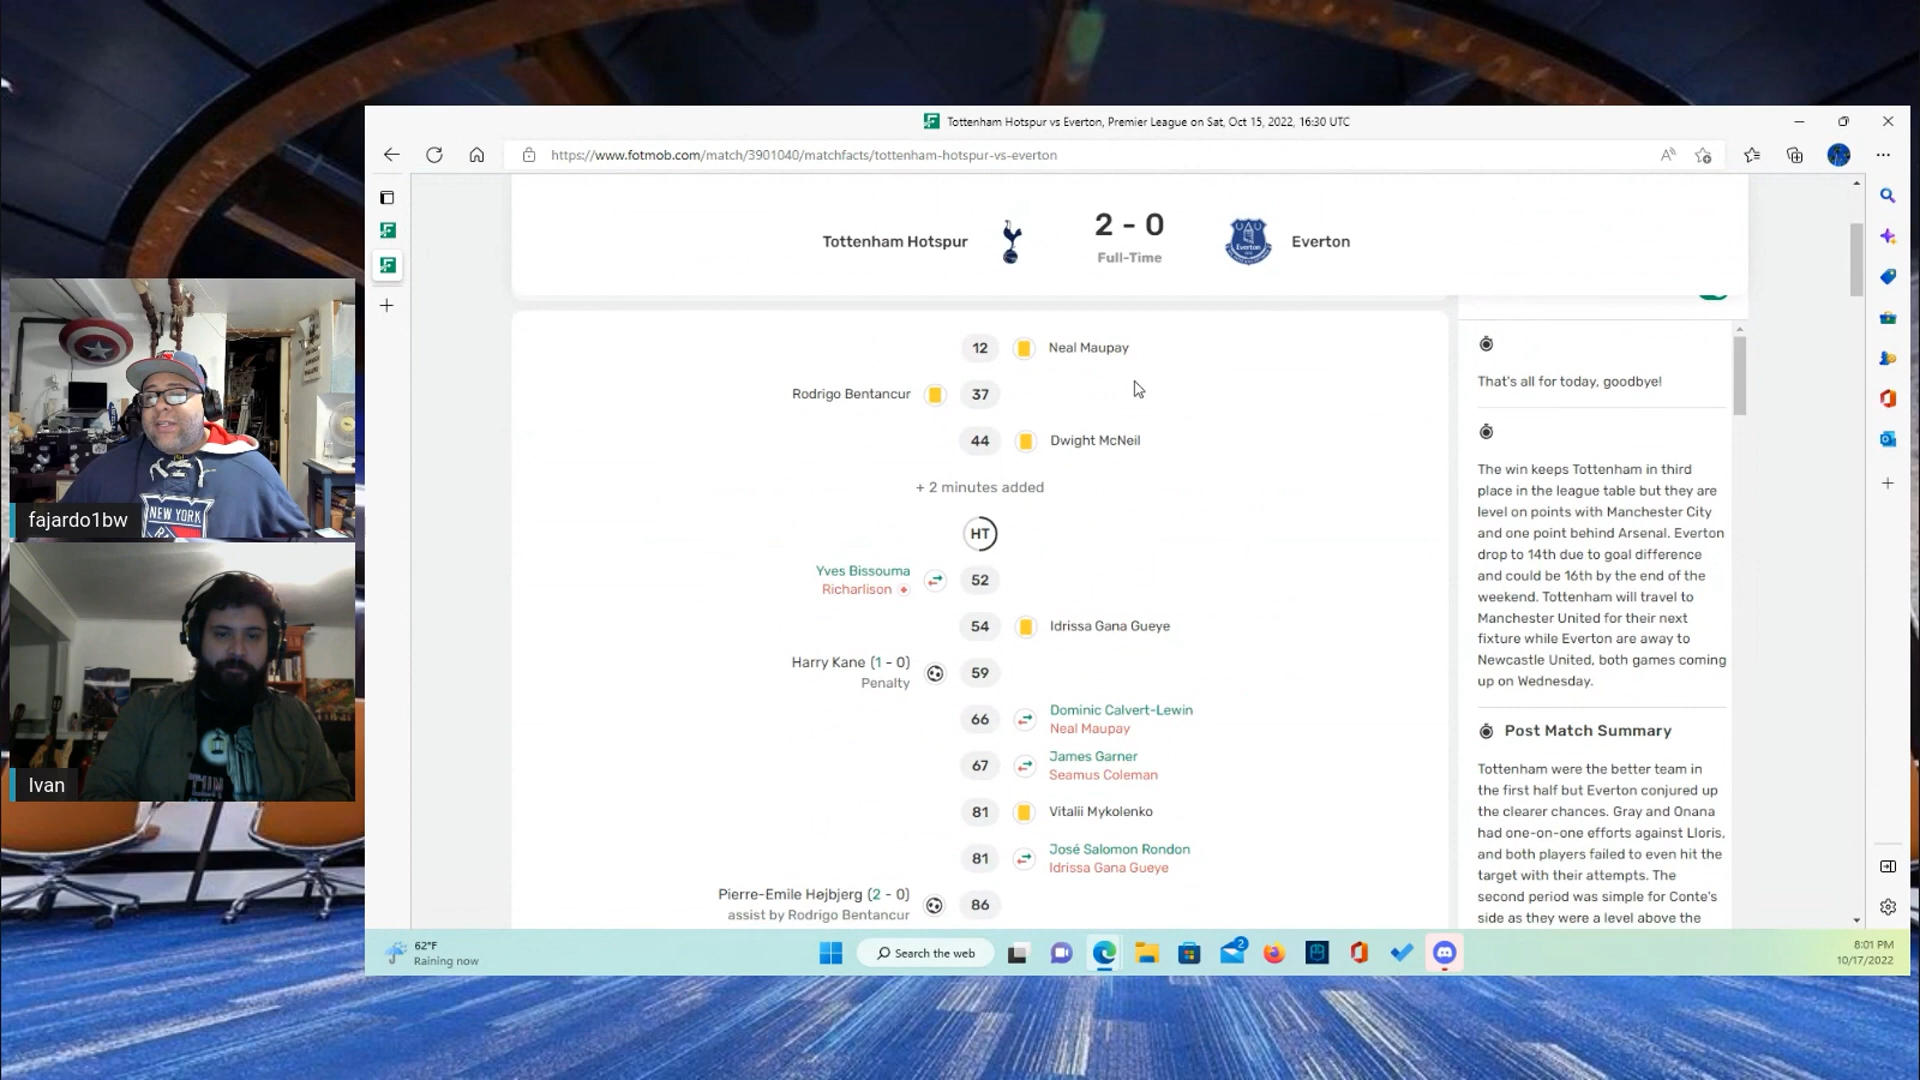 Tottenham Hotspur vs Everton, Premier League on Sat, Oct 15, 2022, 16:30 UTC
https://www.fotmob.com/match/3901040/matchfacts/tottenham-hotspur-vs-everton
Tottenham Hotspur
2 - 0
Full-Time
Everton
12 Neal Maupay
Rodrigo Bentancur 37
44 Dwight McNeil
+ 2 minutes added
HT
Yves Bissouma
Richarlison
52
54 Idrissa Gana Gueye
Harry Kane (1 - 0)
Penalty
59
66 Dominic Calvert-Lewin
Neal Maupay
67 James Garner
Seamus Coleman
81 Vitalii Mykolenko
81 José Salomon Rondon
Idrissa Gana Gueye
Pierre-Emile Højbjerg (2 - 0)
assist by Rodrigo Bentancur
86
That's all for today, goodbye!
The win keeps Tottenham in third
place in the league table but they are
level on points with Manchester City
and one point behind Arsenal. Everton
drop to 14th due to goal difference
and could be 16th by the end of the
weekend. Tottenham will travel to
Manchester United for their next
fixture while Everton are away to
Newcastle United, both games coming
up on Wednesday.
Post Match Summary
Tottenham were the better team in
the first half but Everton conjured up
the clearer chances. Gray and Onana
had one-on-one efforts against Lloris,
and both players failed to even hit the
target with their attempts. The
second period was simple for Conte's
side as they were a level above the
fajardo1bw
NEW YORK
Ivan
62°F
Raining now
Search the web
2
8:01 PM
10/17/2022